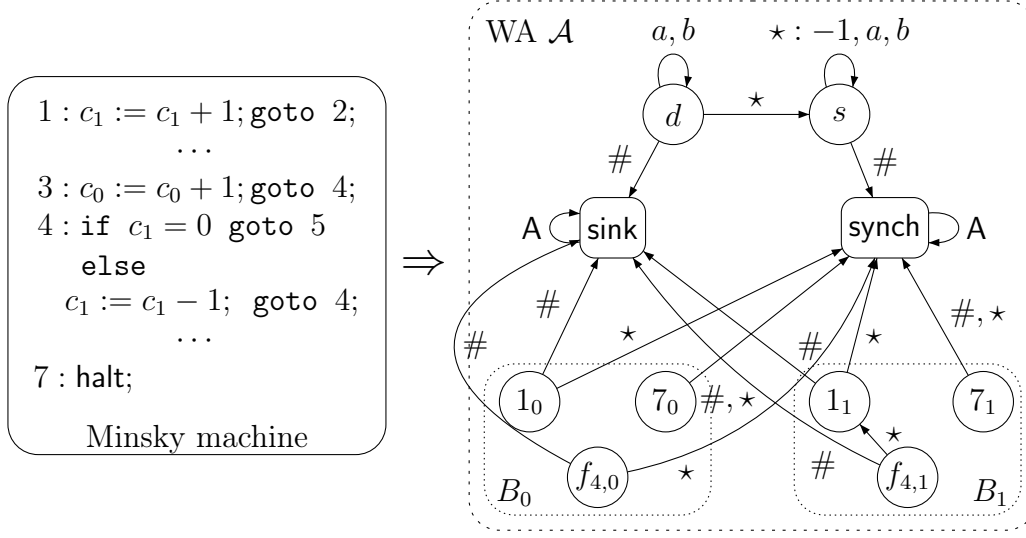 1 : c₁ := c₁ + 1; goto 2;
···
3 : c₀ := c₀ + 1; goto 4;
4 : if c₁ = 0 goto 5
else
c₁ := c₁ − 1; goto 4;
···
7 : halt;
Minsky machine
⇒
WA 𝒜
a, b
⋆ : −1, a, b
d
⋆
s
#
#
A
sink
synch
A
#
#
⋆
#
⋆
#, ⋆
1₀
7₀
#, ⋆
1₁
7₁
⋆
B₀
f₄,₀
⋆
#
f₄,₁
B₁